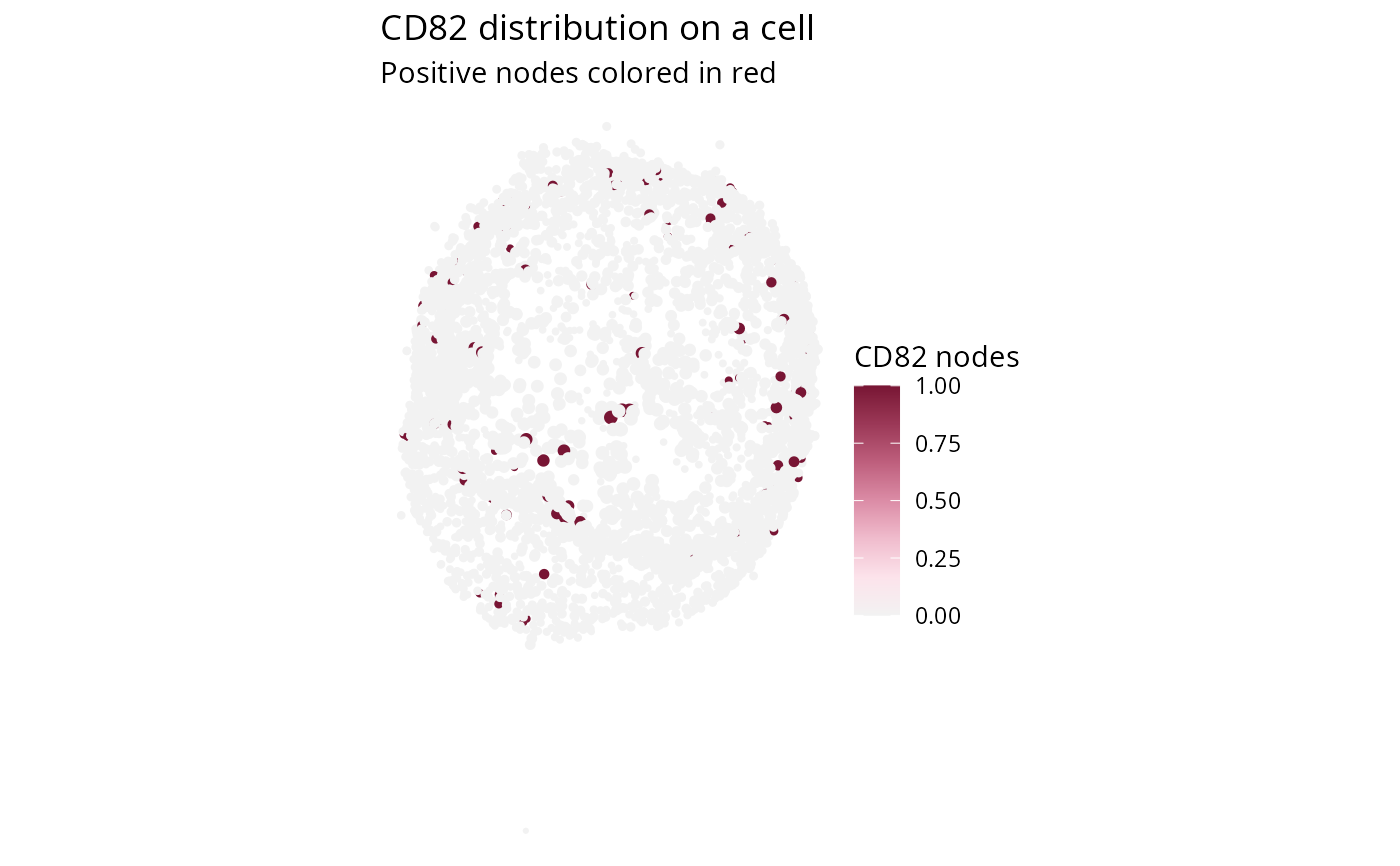 CD82 distribution on a cell
Positive nodes colored in red
CD82 nodes
1.00
0.75
0.50
0.25
0.00